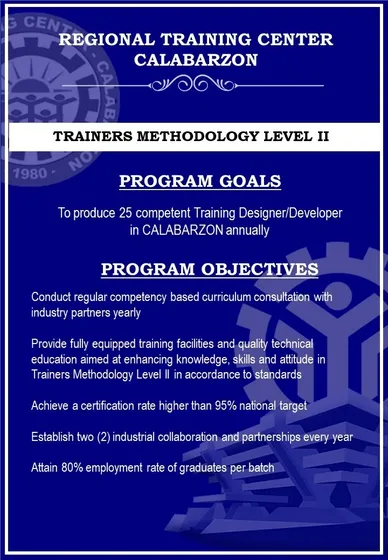 REGIONAL TRAINING CENTER
CALABARZON
TRAINERS METHODOLOGY LEVEL II
PROGRAM GOALS
To produce 25 competent Training Designer/Developer
in CALABARZON annually
PROGRAM OBJECTIVES
Conduct regular competency based curriculum consultation with
industry partners yearly
Provide fully equipped training facilities and quality technical
education aimed at enhancing knowledge, skills and attitude in
Trainers Methodology Level II in accordance to standards
Achieve a certification rate higher than 95% national target
Establish two (2) industrial collaboration and partnerships every year
Attain 80% employment rate of graduates per batch
- 1980 -